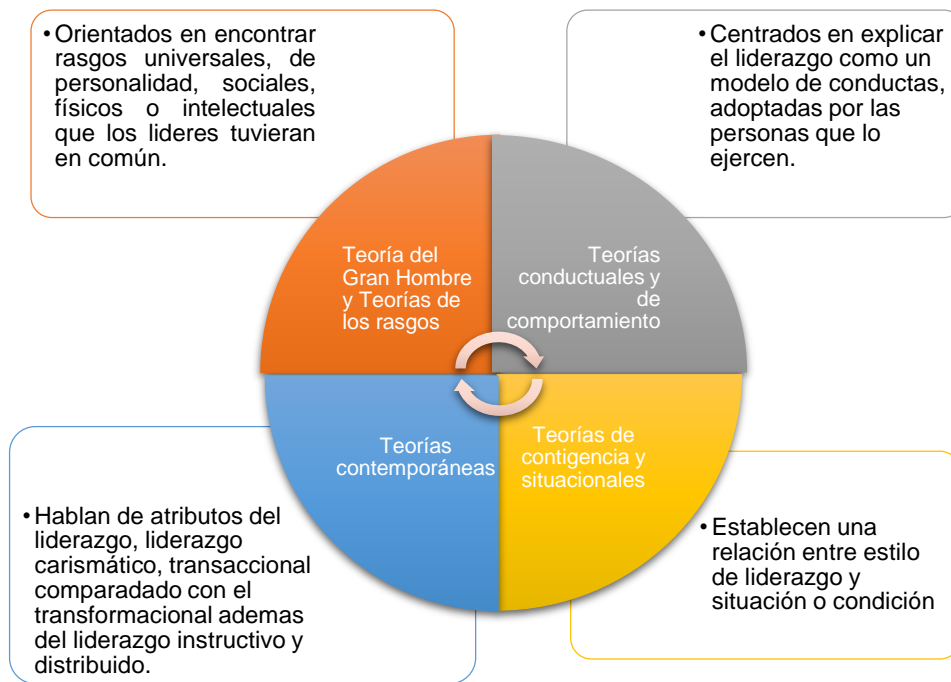 • Orientados en encontrar
rasgos universales, de
personalidad, sociales,
físicos o intelectuales
que los lideres tuvieran
en común.
• Centrados en explicar
el liderazgo como un
modelo de conductas,
adoptadas por las
personas que lo
ejercen.
Teoría del
Gran Hombre
y Teorías de
los rasgos
Teorías
conductuales y
de
comportamiento
Teorías
contemporáneas
Teorías de
contigencia y
situacionales
• Hablan de atributos del
liderazgo, liderazgo
carismático, transaccional
comparadado con el
transformacional ademas
del liderazgo instructivo y
distribuido.
• Establecen una
relación entre estilo
de liderazgo y
situación o condición